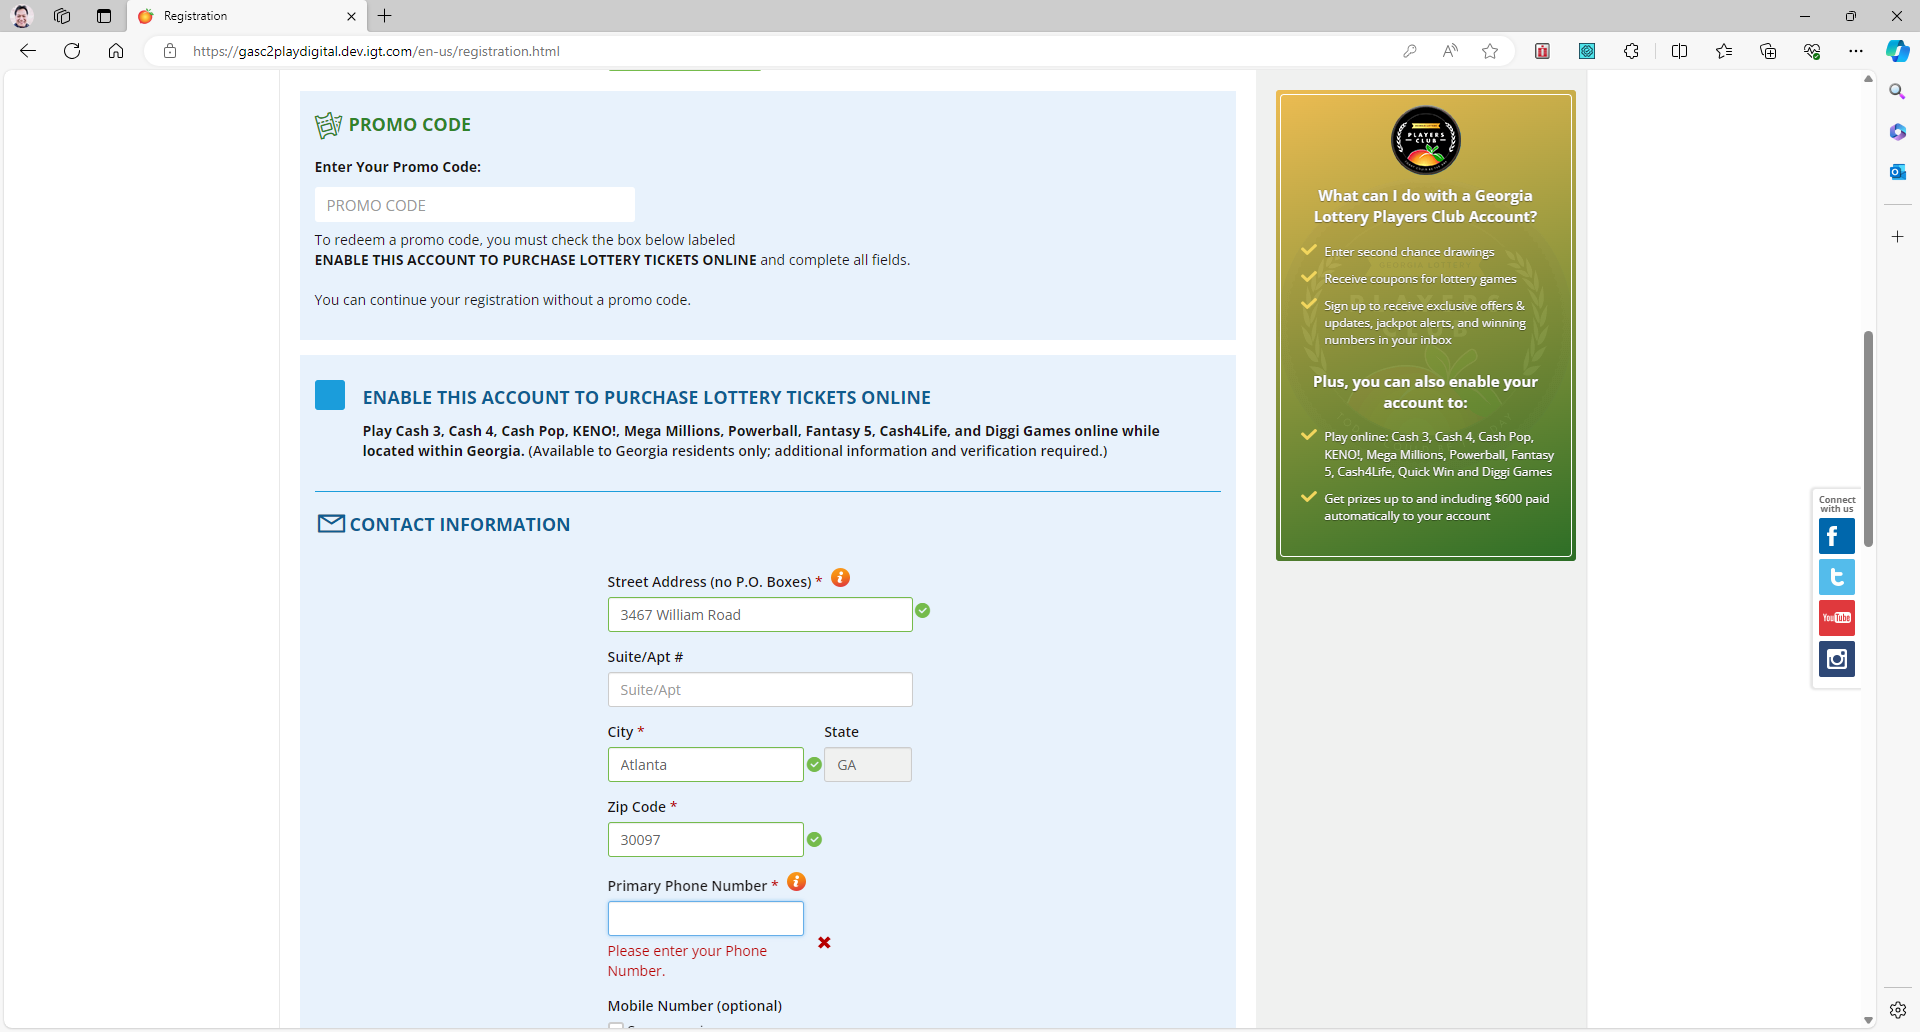 Registration
https://gasc2playdigital.dev.igt.com/en-us/registration.html
PROMO CODE
Enter Your Promo Code:
PROMO CODE
To redeem a promo code, you must check the box below labeled
ENABLE THIS ACCOUNT TO PURCHASE LOTTERY TICKETS ONLINE and complete all fields.
You can continue your registration without a promo code.
ENABLE THIS ACCOUNT TO PURCHASE LOTTERY TICKETS ONLINE
Play Cash 3, Cash 4, Cash Pop, KENO!, Mega Millions, Powerball, Fantasy 5, Cash4Life, and Diggi Games online while
located within Georgia. (Available to Georgia residents only; additional information and verification required.)
CONTACT INFORMATION
Street Address (no P.O. Boxes) *
3467 William Road
Suite/Apt #
Suite/Apt
City * State
Atlanta GA
Zip Code *
30097
Primary Phone Number *
Please enter your Phone
Number.
Mobile Number (optional)
PLAYERS
CLUB
What can I do with a Georgia
Lottery Players Club Account?
Enter second chance drawings
Receive coupons for lottery games
Sign up to receive exclusive offers &
updates, jackpot alerts, and winning
numbers in your inbox
Plus, you can also enable your
account to:
Play online: Cash 3, Cash 4, Cash Pop,
KENO!, Mega Millions, Powerball, Fantasy
5, Cash4Life, Quick Win and Diggi Games
Get prizes up to and including $600 paid
automatically to your account
Connect
with us
YouTube